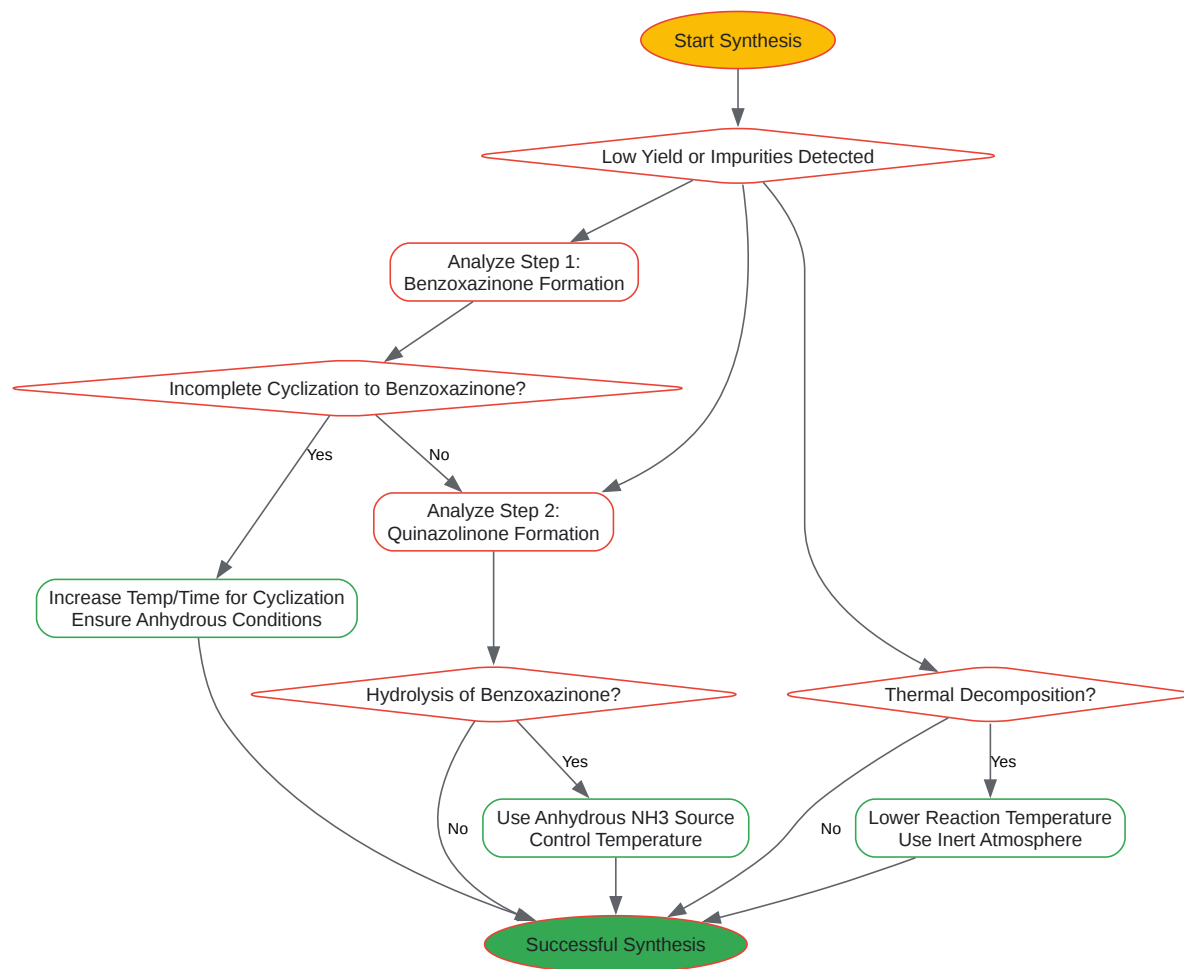 Start Synthesis
Low Yield or Impurities Detected
Analyze Step 1:
Benzoxazinone Formation
Incomplete Cyclization to Benzoxazinone?
Yes
No
Analyze Step 2:
Quinazolinone Formation
Increase Temp/Time for Cyclization
Ensure Anhydrous Conditions
Hydrolysis of Benzoxazinone?
Thermal Decomposition?
Yes
Yes
No
Use Anhydrous NH3 Source
Control Temperature
No
Lower Reaction Temperature
Use Inert Atmosphere
Successful Synthesis